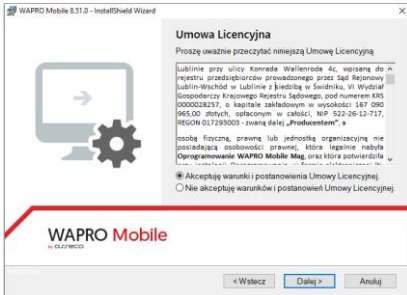 WAPRO Mobile 8.51.0 - InstallShield Wizard
Umowa Licencyjna
Proszę uważnie przeczytać niniejszą Umowę Licencyjną
Lublinie przy ulicy Konrada Wallenroda 4c, wpisaną do
rejestru przedsiębiorców prowadzonego przez Sąd Rejonowy
Lublin-Wschód w Lublinie z siedzibą w Świdniku, VI Wydział
Gospodarczy Krajowego Rejestru Sądowego, pod numerem KRS
0000028257, o kapitale zakładowym w wysokości 167 090
965,00 złotych, opłaconym w całości, NIP 522-26-12-717,
REGON 017293003 - zwaną dalej „Producentem”, a
osobą fizyczną, prawną lub jednostką organizacyjną nie
posiadającą osobowości prawnej, która legalnie nabyła
Oprogramowanie WAPRO Mobile Mag, oraz która potwierdziła
Akceptuję warunki i postanowienia Umowy Licencyjnej.
Nie akceptuję warunków i postanowień Umowy Licencyjnej.
WAPRO Mobile
by asseco
InstallShield
< Wstecz
Dalej >
Anuluj